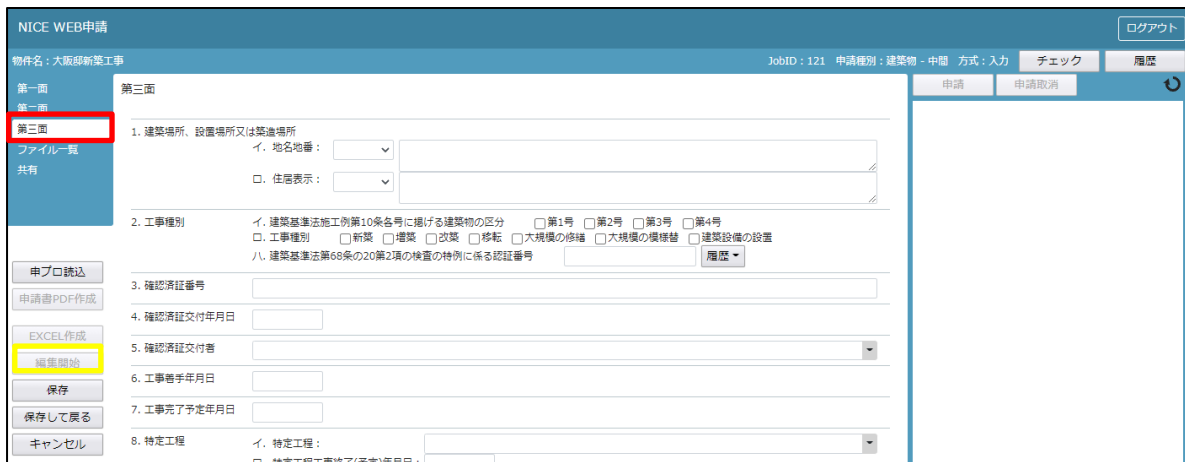 NICE WEB申請
ログアウト
物件名：大阪邸新築工事
JobID：121 申請種別：建築物 - 中間 方式：入力
チェック
履歴
第一面
第二面
第三面
ファイル一覧
共有
申プロ読込
申請書PDF作成
EXCEL作成
編集開始
保存
保存して戻る
キャンセル
第三面
1. 建築場所、設置場所又は築造場所
イ. 地名地番：
ロ. 住居表示：
2. 工事種別
イ. 建築基準法施工例第10条各号に掲げる建築物の区分 第1号 第2号 第3号 第4号
ロ. 工事種別 新築 増築 改築 移転 大規模の修繕 大規模の模様替 建築設備の設置
ハ. 建築基準法第68条の20第2項の検査の特例に係る認証番号 履歴
3. 確認済証番号
4. 確認済証交付年月日
5. 確認済証交付者
6. 工事着手年月日
7. 工事完了予定年月日
8. 特定工程
イ. 特定工程：
ロ. 特定工程工事終了(予定)年月日：
申請
申請取消